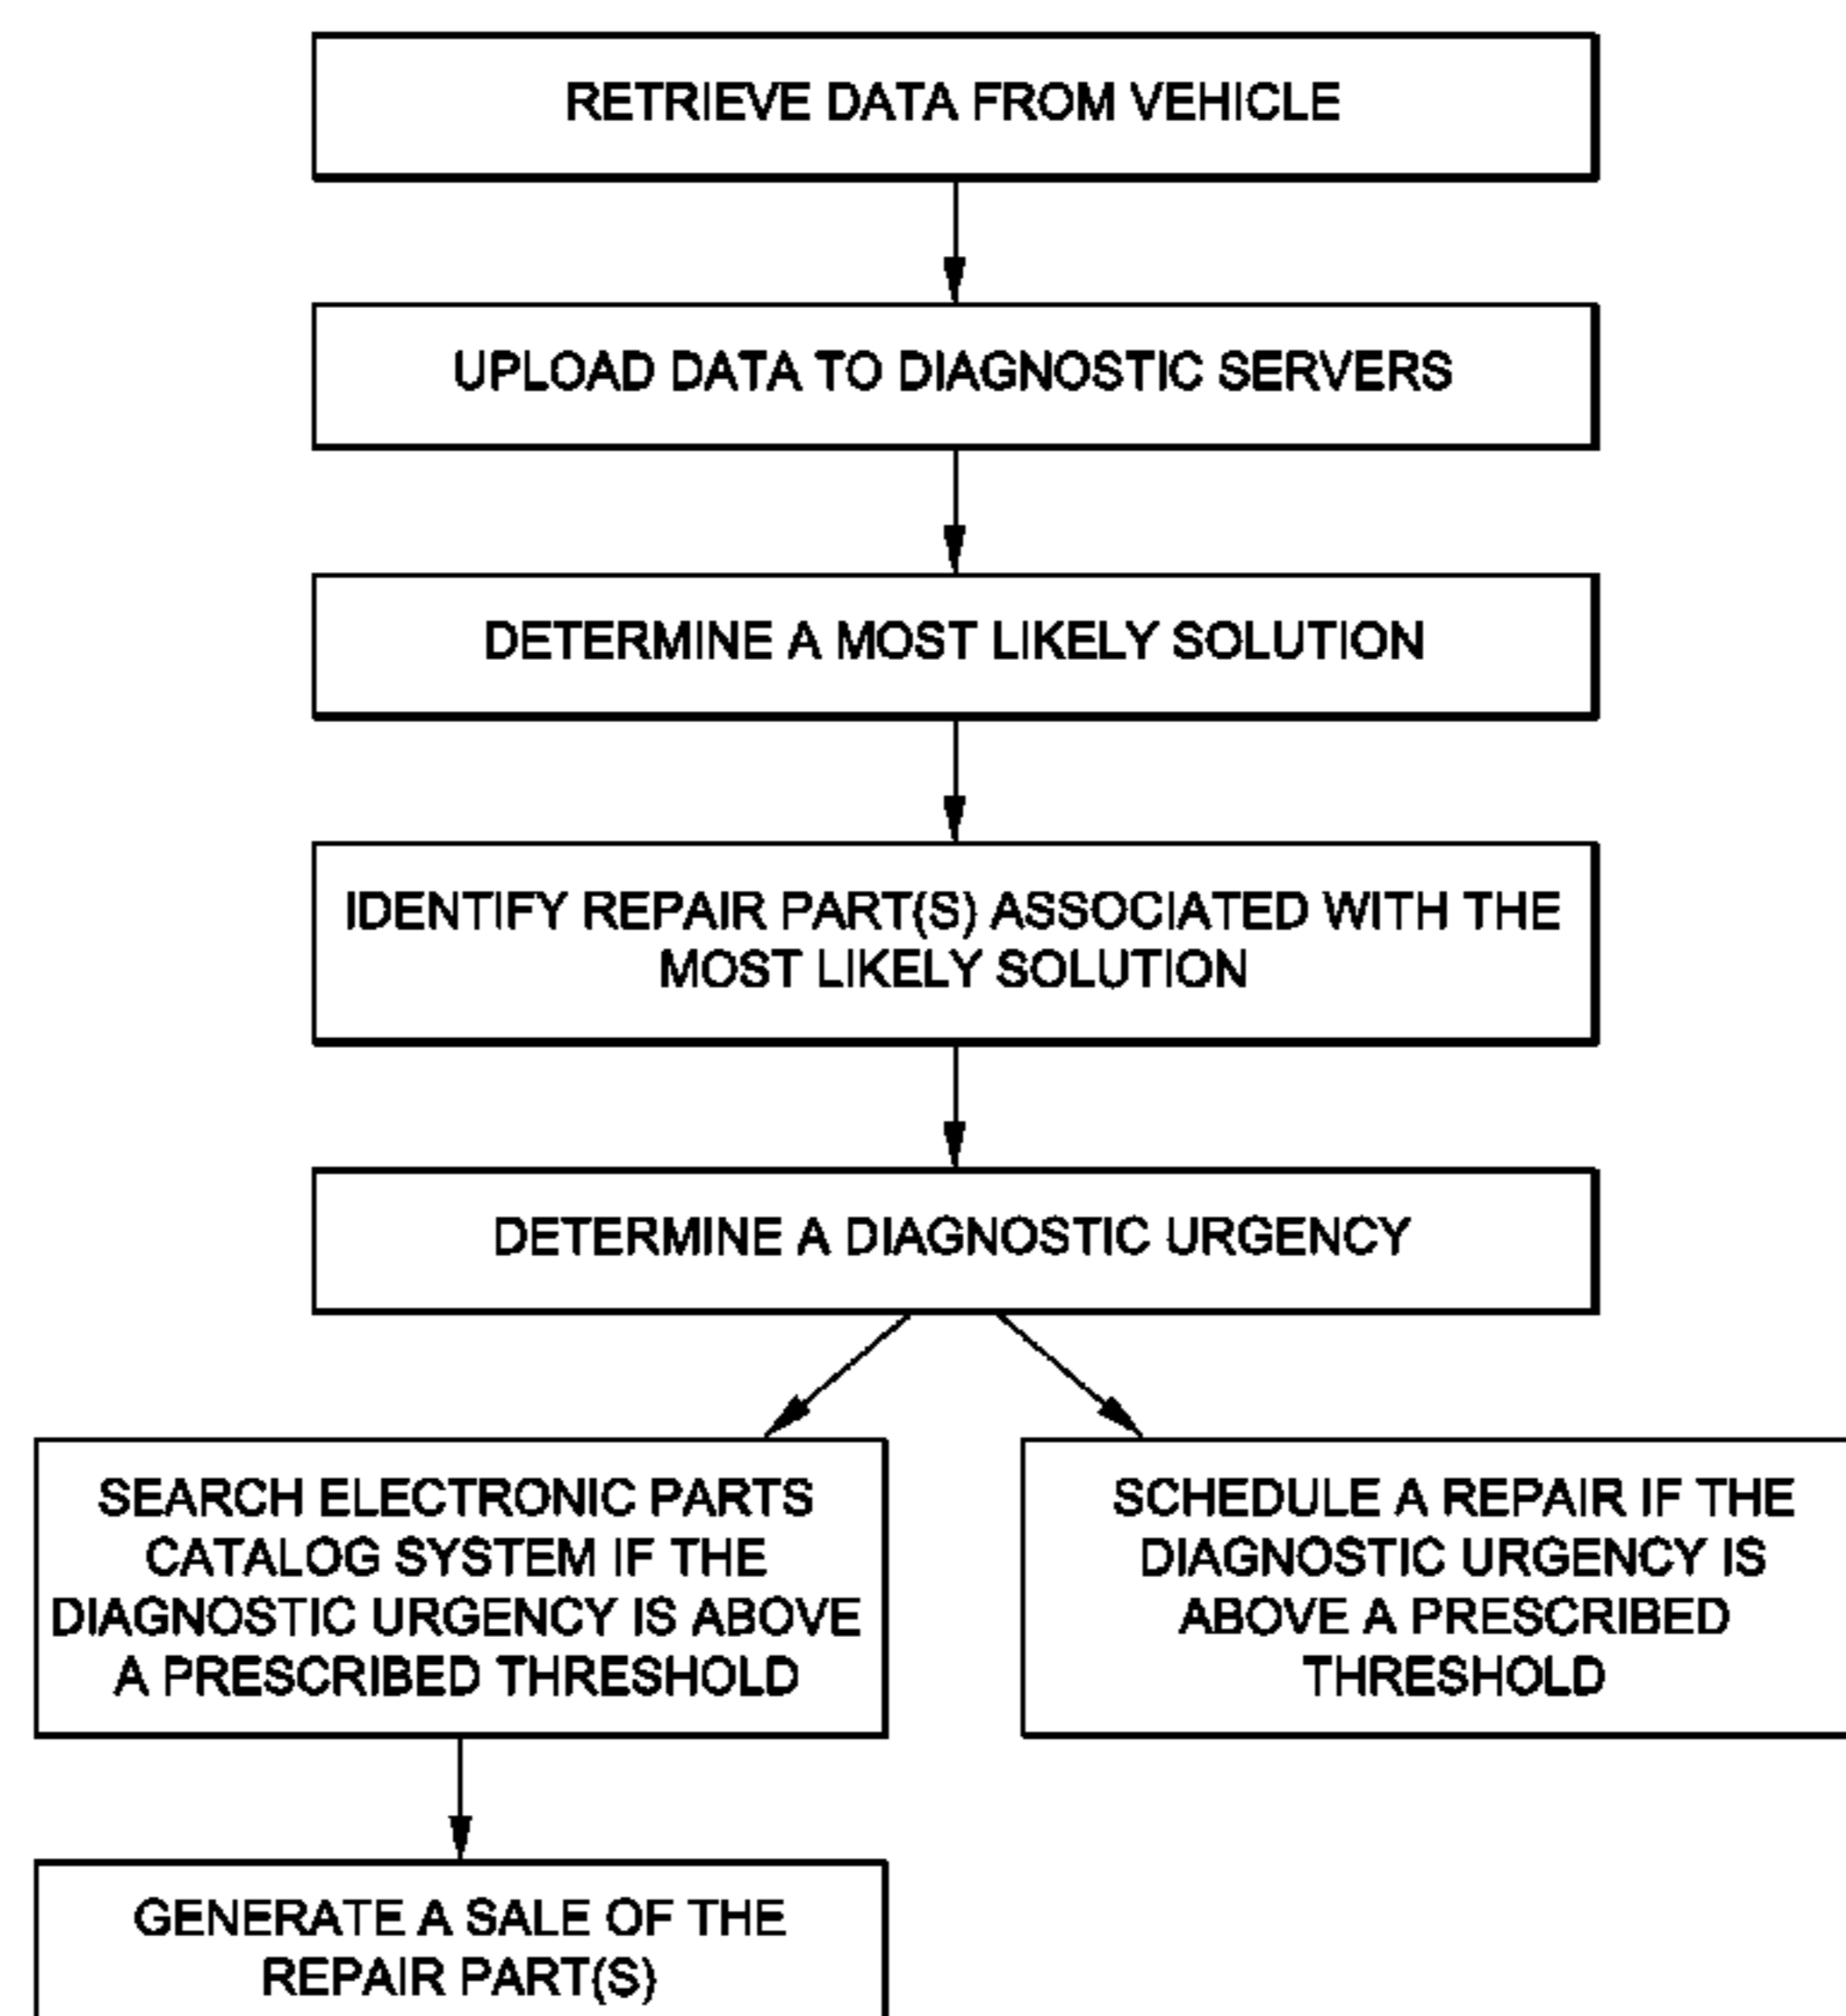 RETRIEVE DATA FROM VEHICLE
UPLOAD DATA TO DIAGNOSTIC SERVERS
DETERMINE A MOST LIKELY SOLUTION
IDENTIFY REPAIR PART(S) ASSOCIATED WITH THE
MOST LIKELY SOLUTION
DETERMINE A DIAGNOSTIC URGENCY
SEARCH ELECTRONIC PARTS
CATALOG SYSTEM IF THE
DIAGNOSTIC URGENCY IS ABOVE
A PRESCRIBED THRESHOLD
SCHEDULE A REPAIR IF THE
DIAGNOSTIC URGENCY IS
ABOVE A PRESCRIBED
THRESHOLD
GENERATE A SALE OF THE
REPAIR PART(S)